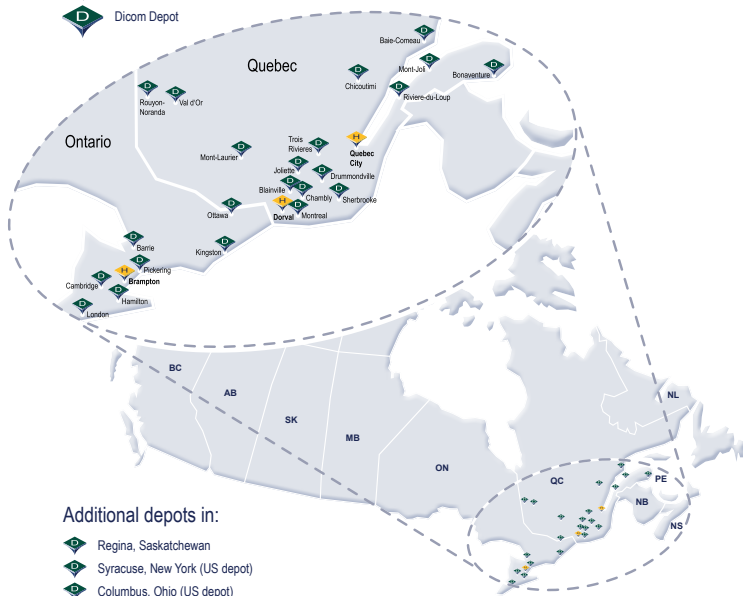 D Dicom Depot
Quebec
Ontario
D Baie-Comeau
D Mont-Joli
D Bonaventure
D Chicoutimi
D Riviere-du-Loup
D Rouyon-
Noranda
D Val d'Or
D Mont-Laurier
D Trois
Rivieres
H Quebec
City
D Joliette
D Drummondville
D Blainville
D Chambly
D Sherbrooke
H Dorval
D Montreal
D Ottawa
D Kingston
D Barrie
D Pickering
H Brampton
D Cambridge
D Hamilton
D London
BC
AB
SK
MB
ON
QC
NL
PE
NB
NS
Additional depots in:
D Regina, Saskatchewan
D Syracuse, New York (US depot)
D Columbus, Ohio (US depot)